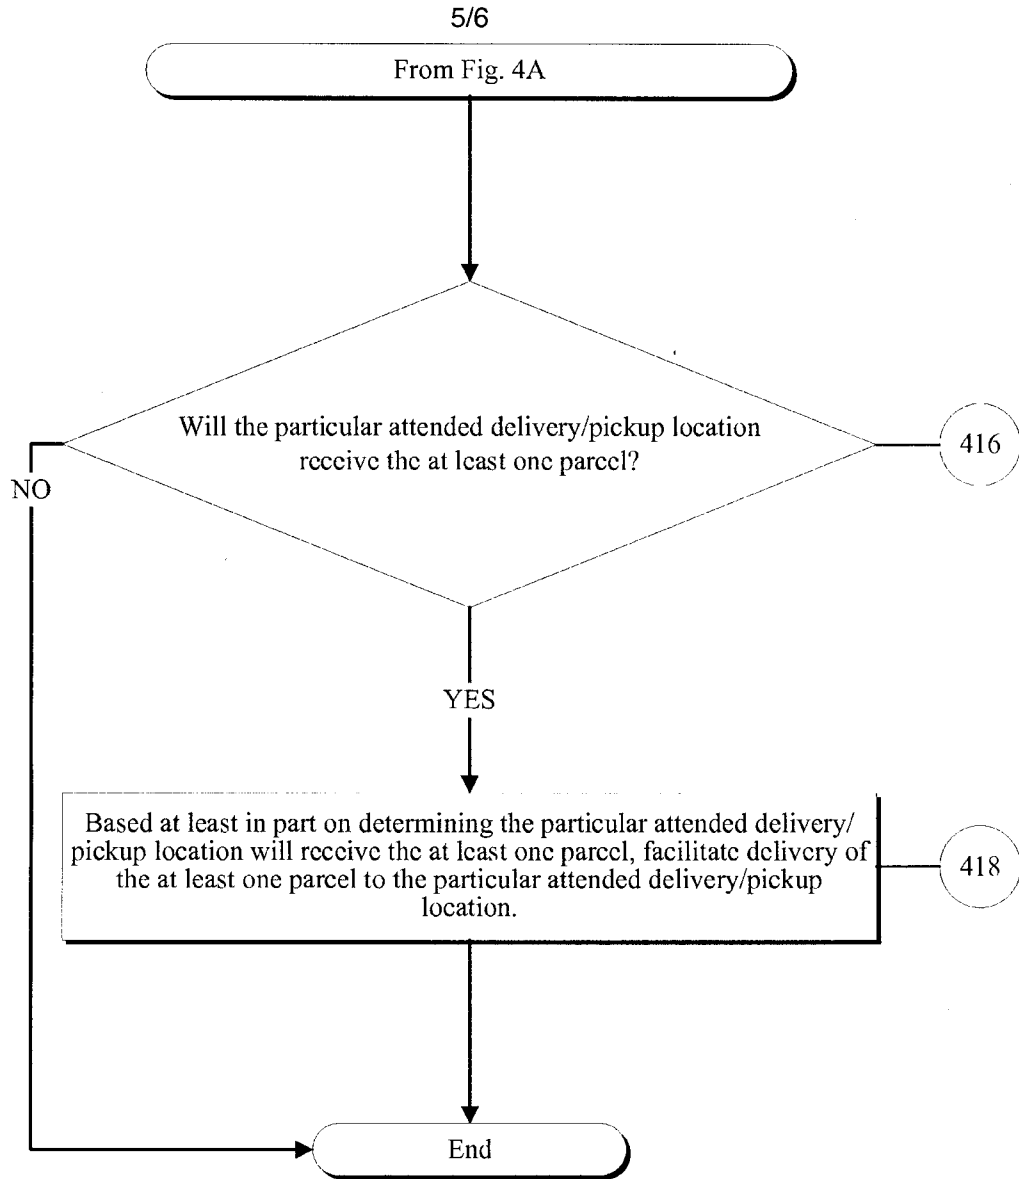 5/6
From Fig. 4A
Will the particular attended delivery/pickup location
receive the at least one parcel?
416
NO
YES
Based at least in part on determining the particular attended delivery/
pickup location will receive the at least one parcel, facilitate delivery of
the at least one parcel to the particular attended delivery/pickup
location.
418
End